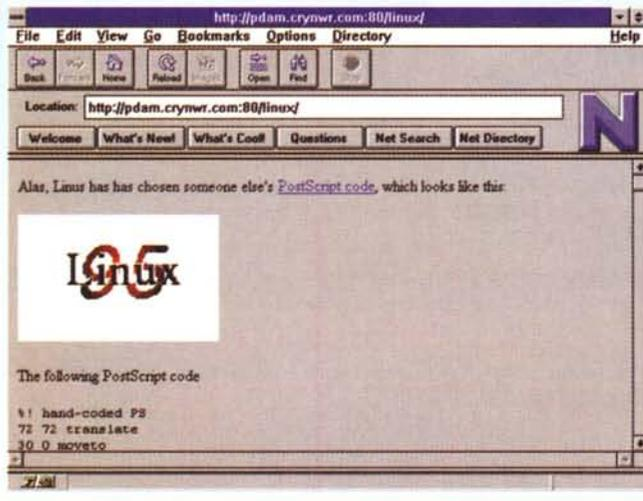 http://pdam.crynwr.com:80/linux/
File Edit View Go Bookmarks Options Directory Help
Back Forward Home Reload Images Open Find Stop
Location: http://pdam.crynwr.com:80/linux/
Welcome What's New! What's Cool! Questions Net Search Net Directory
N
Alas, Linus has has chosen someone else's PostScript code, which looks like this:
Linux 95
The following PostScript code
%! hand-coded PS
72 72 translate
30 0 moveto